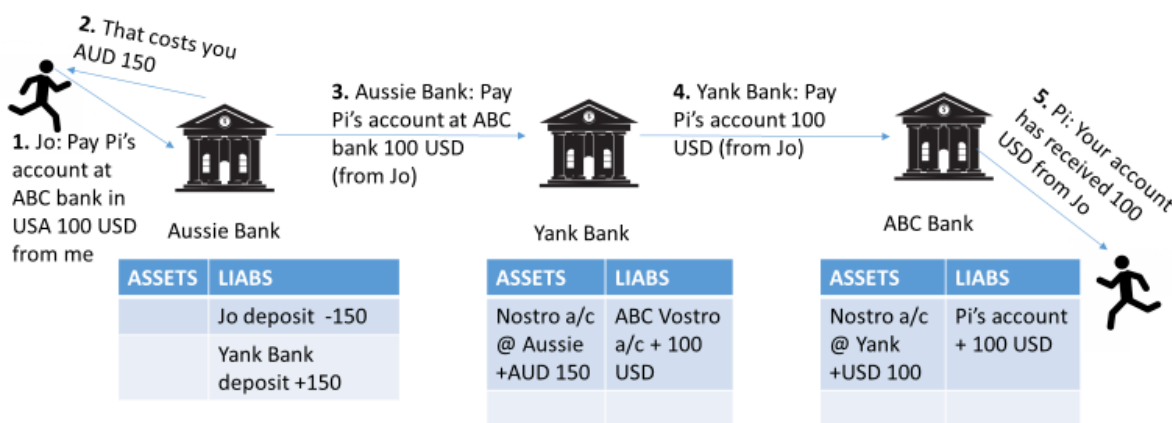 2. That costs you
AUD 150
1. Jo: Pay Pi's
account at
ABC bank in
USA 100 USD
from me
3. Aussie Bank: Pay
Pi's account at ABC
bank 100 USD
(from Jo)
4. Yank Bank: Pay
Pi's account 100
USD (from Jo)
5. Pi: Your account
has received 100
USD from Jo
Aussie Bank
Yank Bank
ABC Bank
ASSETS LIABS
Jo deposit -150
Yank Bank
deposit +150
ASSETS LIABS
Nostro a/c
@ Aussie
+AUD 150
ABC Vostro
a/c + 100
USD
ASSETS LIABS
Nostro a/c
@ Yank
+USD 100
Pi's account
+ 100 USD